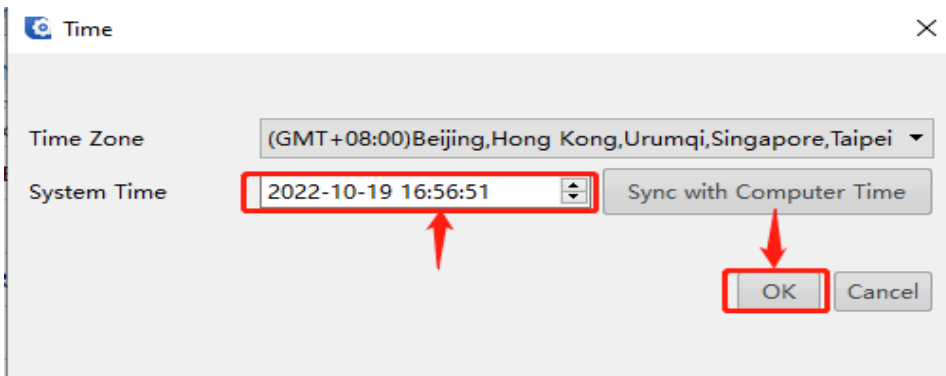 Time
Time Zone (GMT+08:00)Beijing,Hong Kong,Urumqi,Singapore,Taipei
System Time 2022-10-19 16:56:51 Sync with Computer Time
OK Cancel